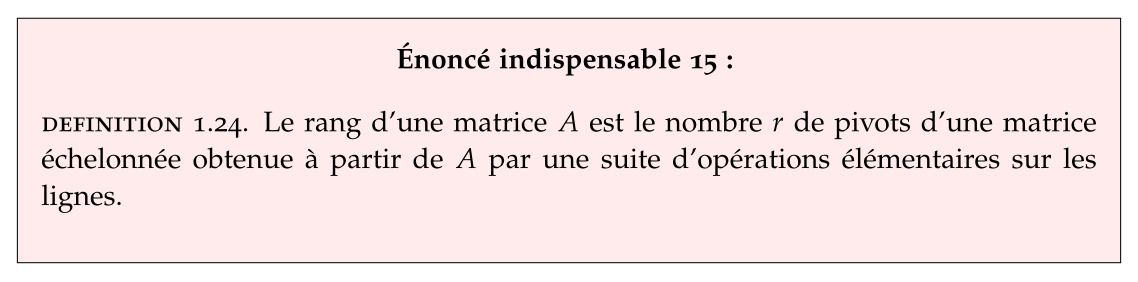 Énoncé indispensable 15 :
DEFINITION 1.24. Le rang d'une matrice A est le nombre r de pivots d'une matrice
échelonnée obtenue à partir de A par une suite d'opérations élémentaires sur les
lignes.